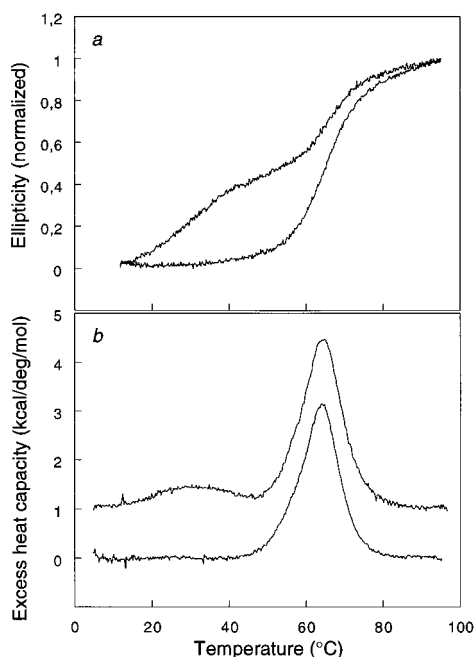 a
1,2
1
0,8
0,6
0,4
0,2
0
Ellipticity (normalized)
b
5
4
3
2
1
0
Excess heat capacity (kcal/deg/mol)
0 20 40 60 80 100
Temperature (°C)